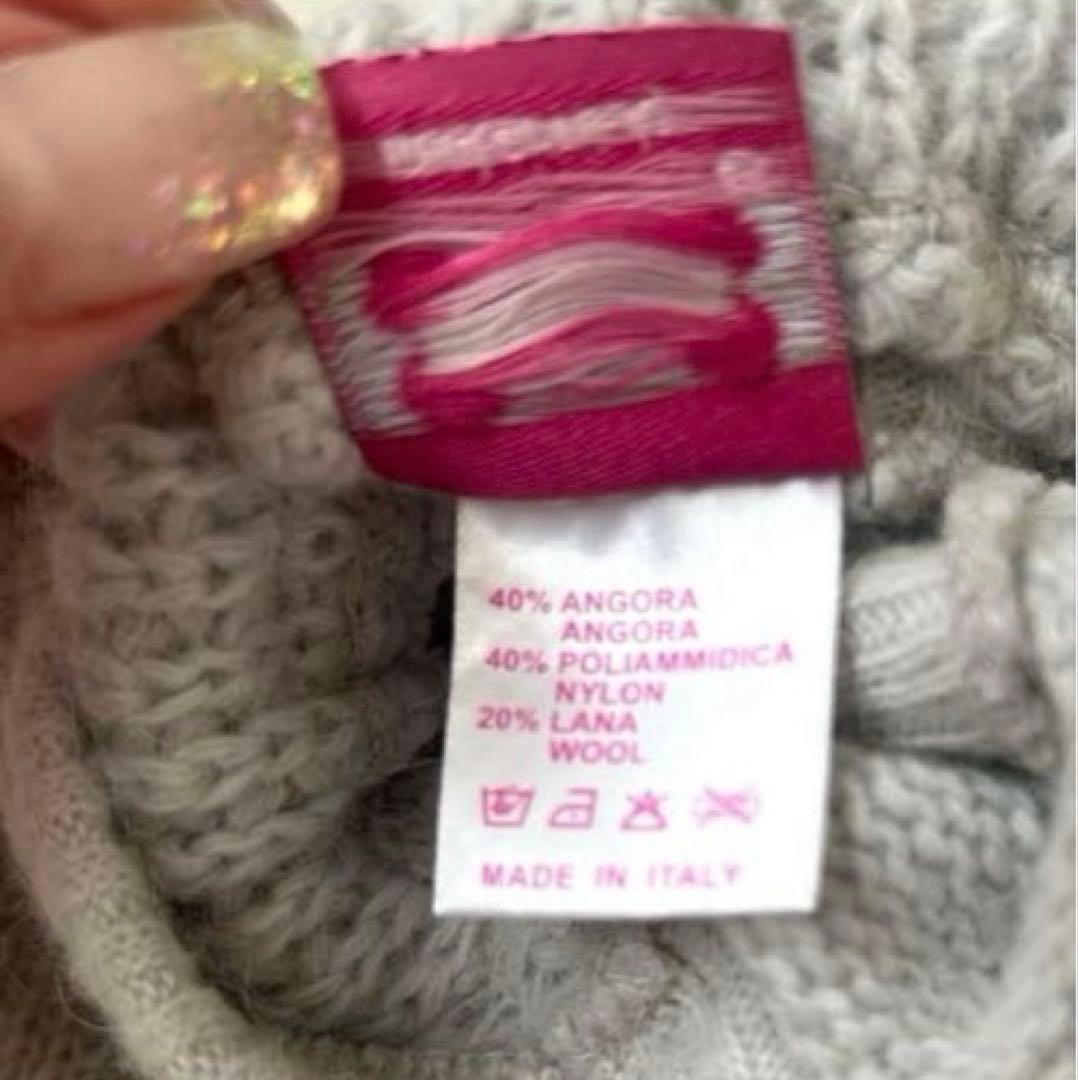 40% ANGORA
ANGORA
40% POLIAMMIDICA
NYLON
20% LANA
WOOL
MADE IN ITALY